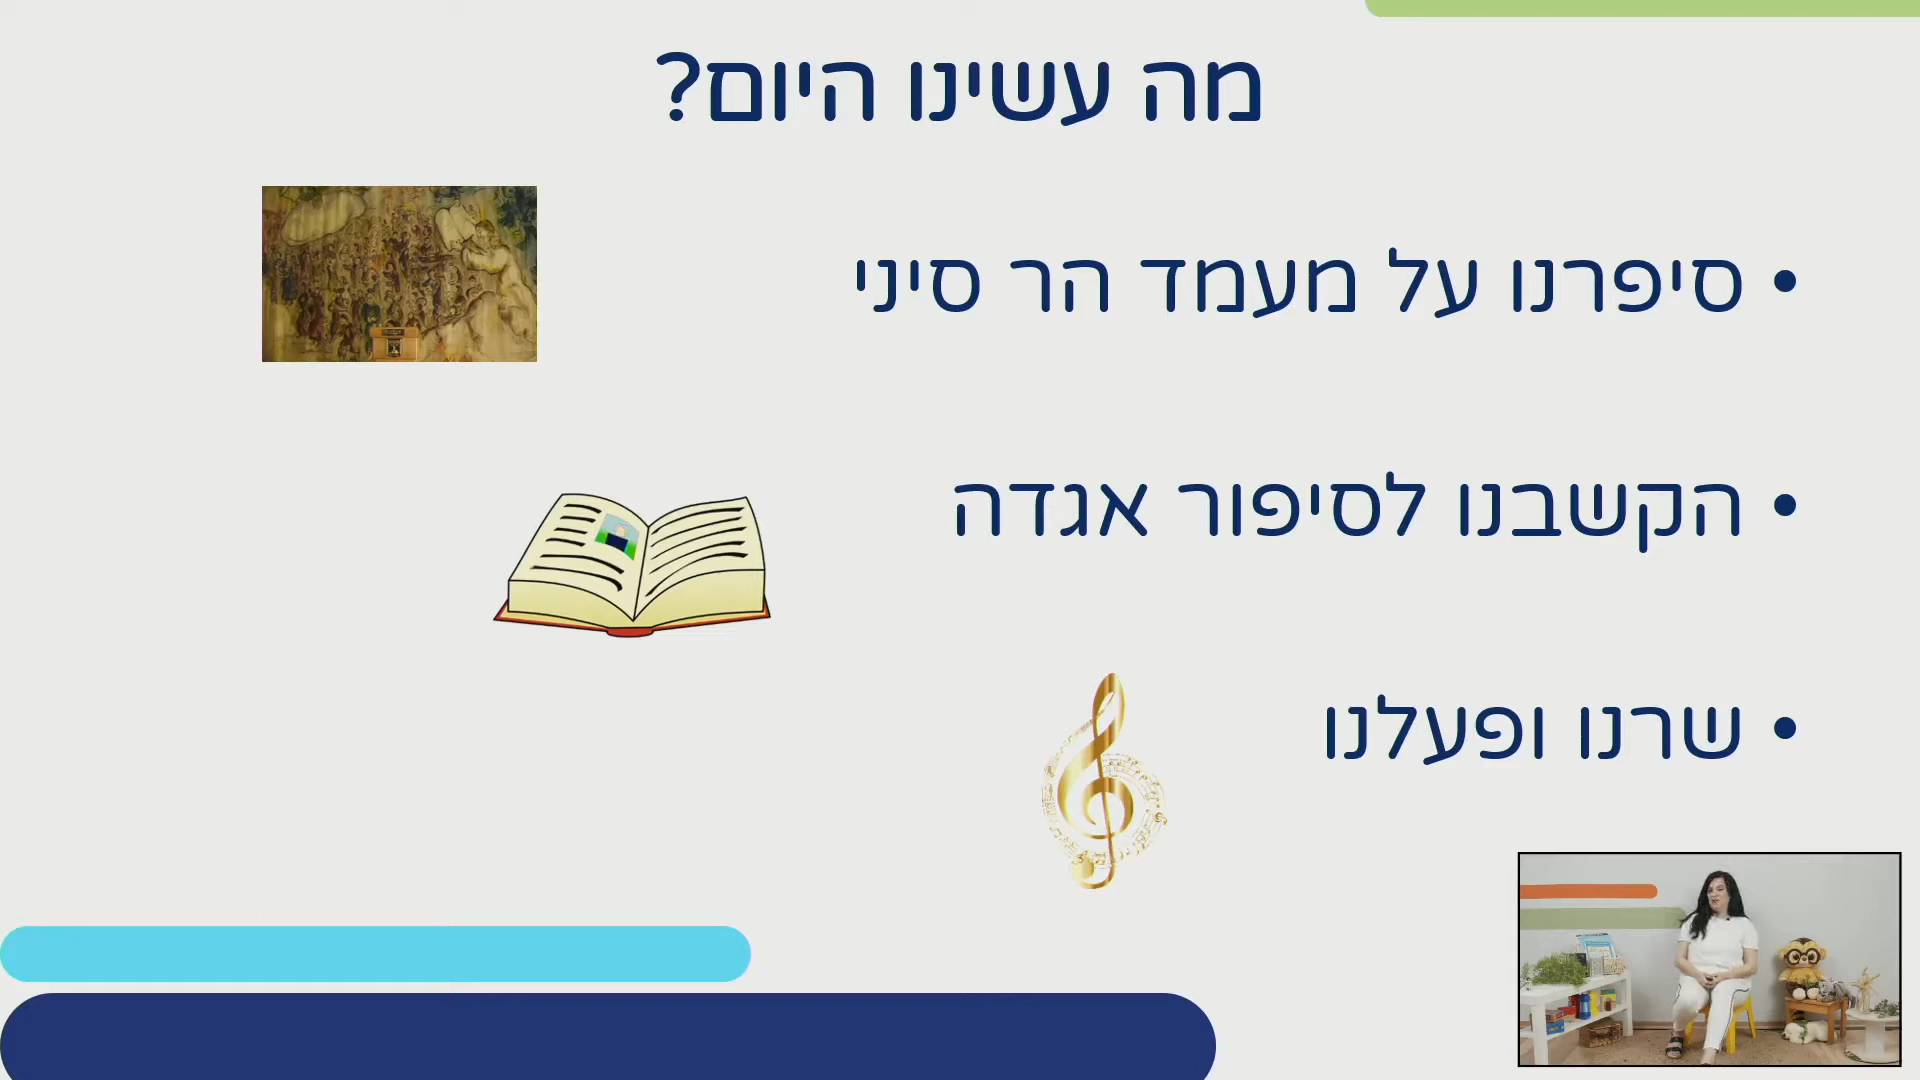 מה עשינו היום?
• סיפרנו על מעמד הר סיני
• הקשבנו לסיפור אגדה
• שרנו ופעלנו